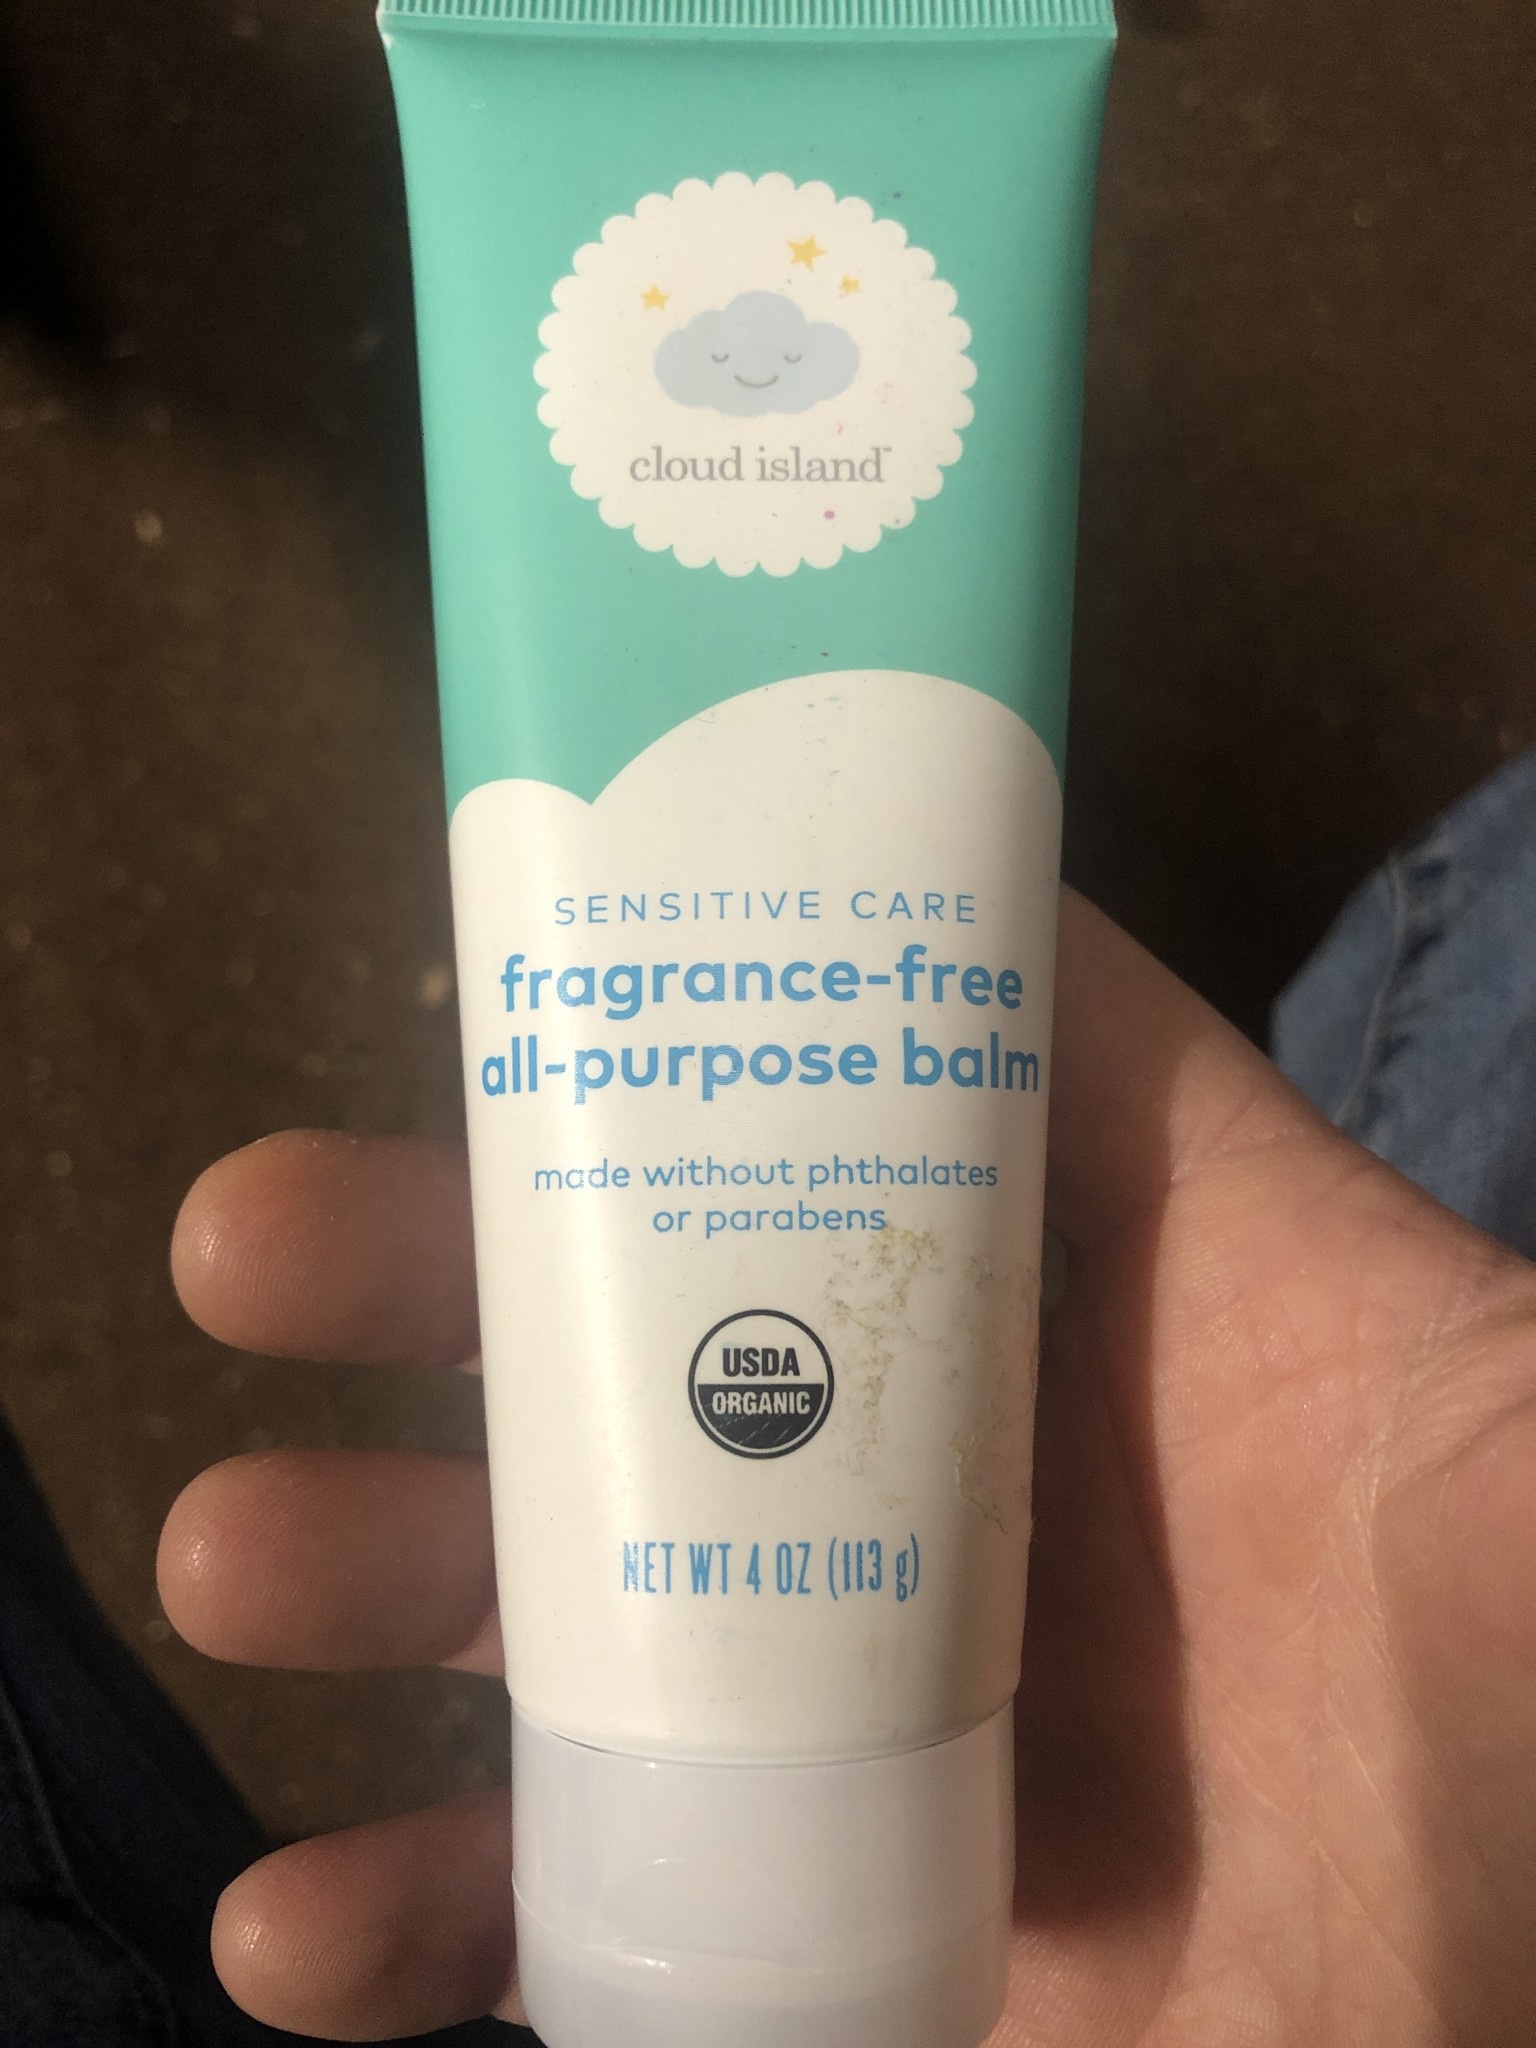 cloud island™
SENSITIVE CARE
fragrance-free
all-purpose balm
made without phthalates
or parabens
USDA
ORGANIC
NET WT 4 OZ (113 g)